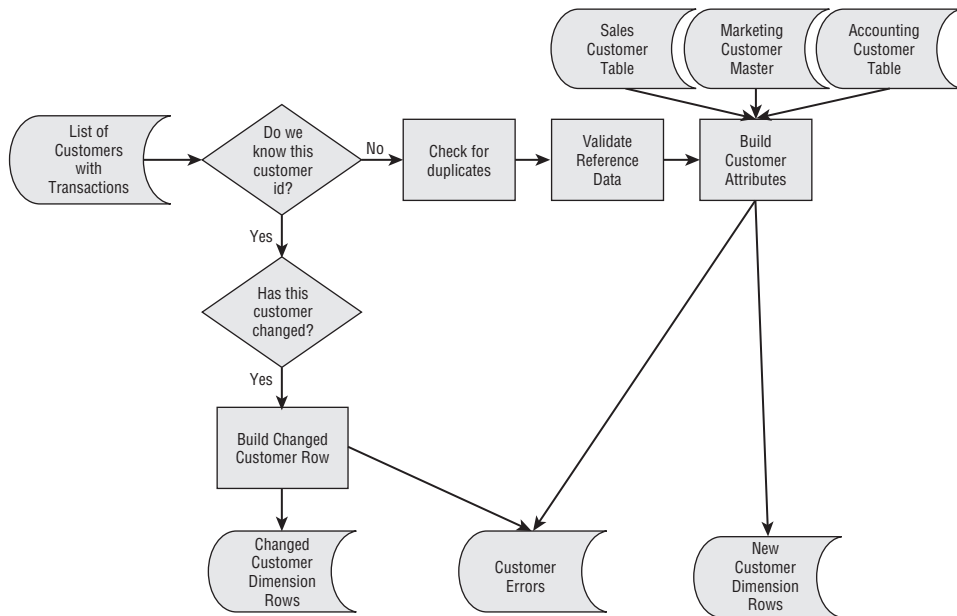 Sales
Customer
Table
Marketing
Customer
Master
Accounting
Customer
Table
List of
Customers
with
Transactions
Do we
know this
customer
id?
No
Check for
duplicates
Validate
Reference
Data
Build
Customer
Attributes
Yes
Has this
customer
changed?
Yes
Build Changed
Customer Row
Changed
Customer
Dimension
Rows
Customer
Errors
New
Customer
Dimension
Rows